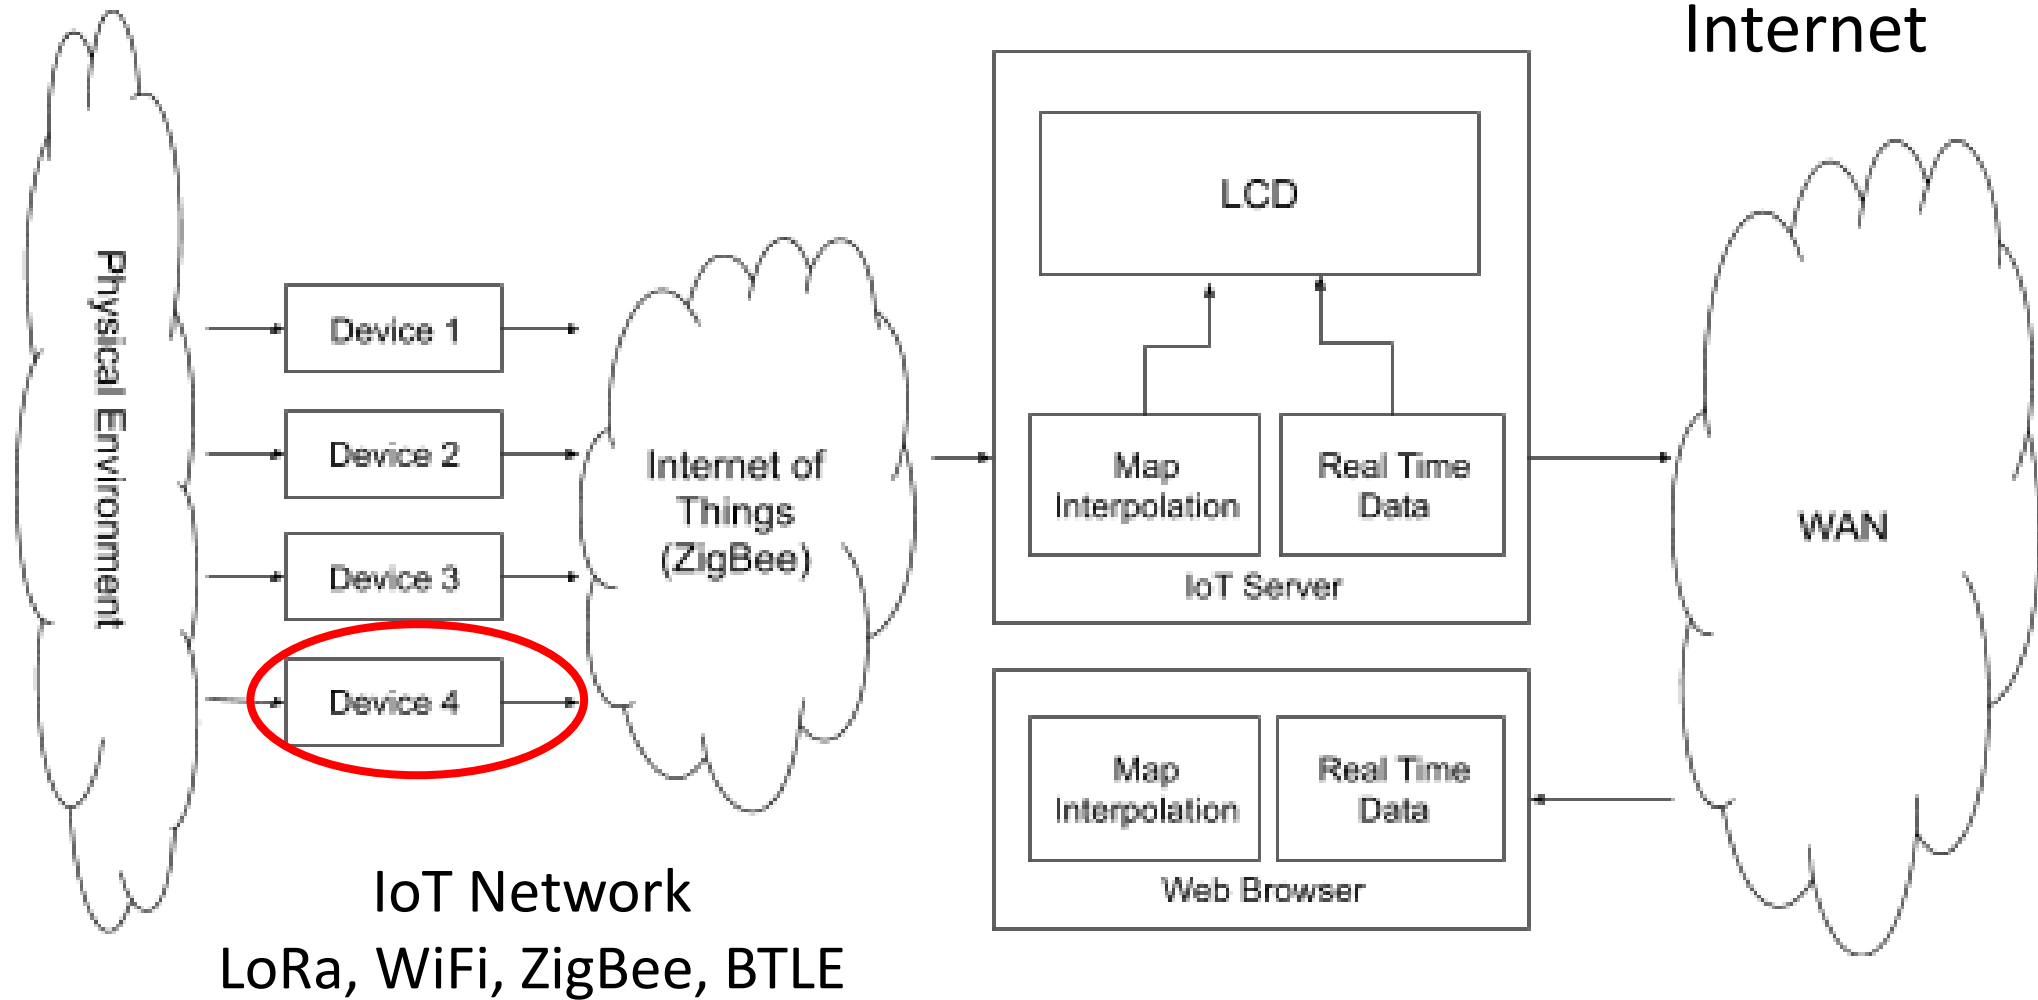 Internet
Physical Environment
Device 1
Device 2
Device 3
Device 4
Internet of
Things
(ZigBee)
LCD
Map
Interpolation
Real Time
Data
IoT Server
Map
Interpolation
Real Time
Data
Web Browser
WAN
IoT Network
LoRa, WiFi, ZigBee, BTLE